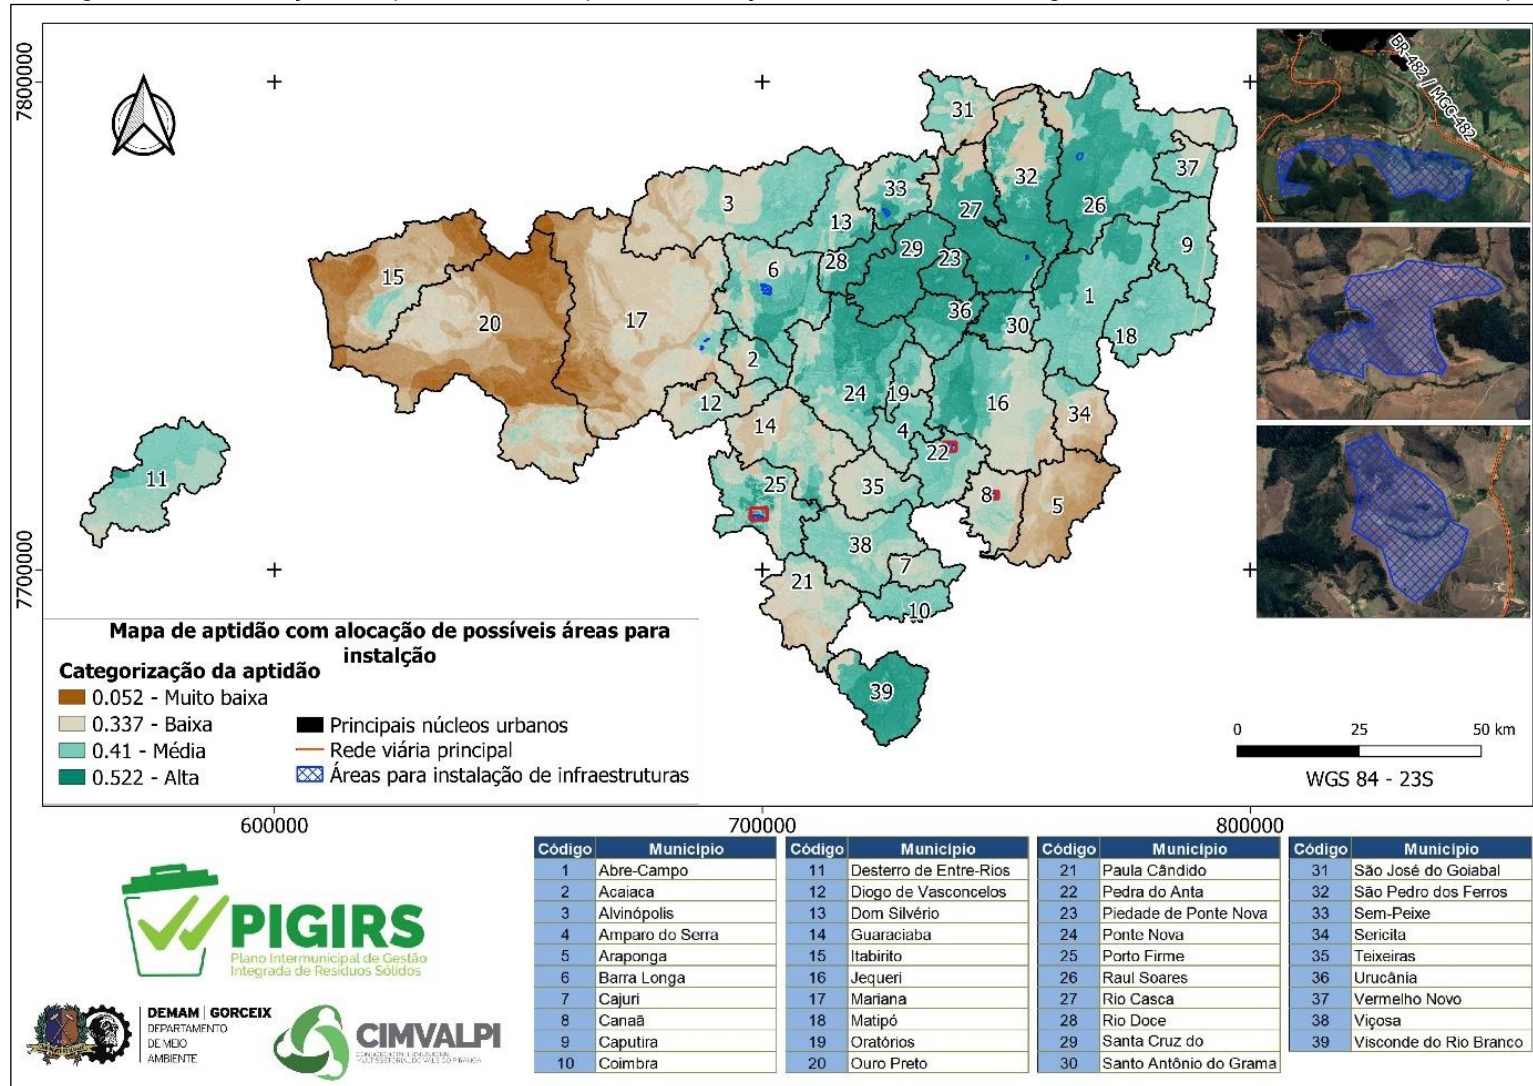 7800000
7700000
600000
700000
800000
BR-482 / MGC-482
31
37
32
33
3
27
26
13
9
29
15
6
28
23
1
20
17
36
30
18
2
24
19
16
12
34
14
4
22
11
25
35
8
5
38
7
21
10
39
Mapa de aptidão com alocação de possíveis áreas para
instalção
Categorização da aptidão
0.052 - Muito baixa
0.337 - Baixa
0.41 - Média
0.522 - Alta
Principais núcleos urbanos
Rede viária principal
Áreas para instalação de infraestruturas
0 25 50 km
WGS 84 - 23S
PIGIRS
Plano Intermunicipal de Gestão
Integrada de Resíduos Sólidos
DEMAM | GORCEIX
DEPARTAMENTO
DE MEIO
AMBIENTE
CIMVALPI
Código Município Código Município Código Município Código Município
1 Abre-Campo 11 Desterro de Entre-Rios 21 Paula Cândido 31 São José do Goiabal
2 Acaiaca 12 Diogo de Vasconcelos 22 Pedra do Anta 32 São Pedro dos Ferros
3 Alvinópolis 13 Dom Silvério 23 Piedade de Ponte Nova 33 Sem-Peixe
4 Amparo do Serra 14 Guaraciaba 24 Ponte Nova 34 Sericita
5 Araponga 15 Itabirito 25 Porto Firme 35 Teixeiras
6 Barra Longa 16 Jequeri 26 Raul Soares 36 Urucânia
7 Cajuri 17 Mariana 27 Rio Casca 37 Vermelho Novo
8 Canaã 18 Matipó 28 Rio Doce 38 Viçosa
9 Caputira 19 Oratórios 29 Santa Cruz do 39 Visconde do Rio Branco
10 Coimbra 20 Ouro Preto 30 Santo Antônio do Grama